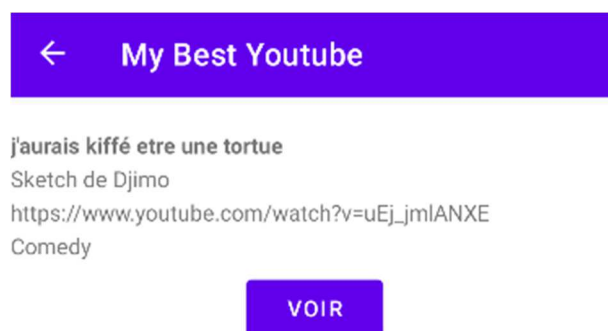 My Best Youtube
j'aurais kiffé etre une tortue
Sketch de Djimo
https://www.youtube.com/watch?v=uEj_jmlANXE
Comedy
VOIR